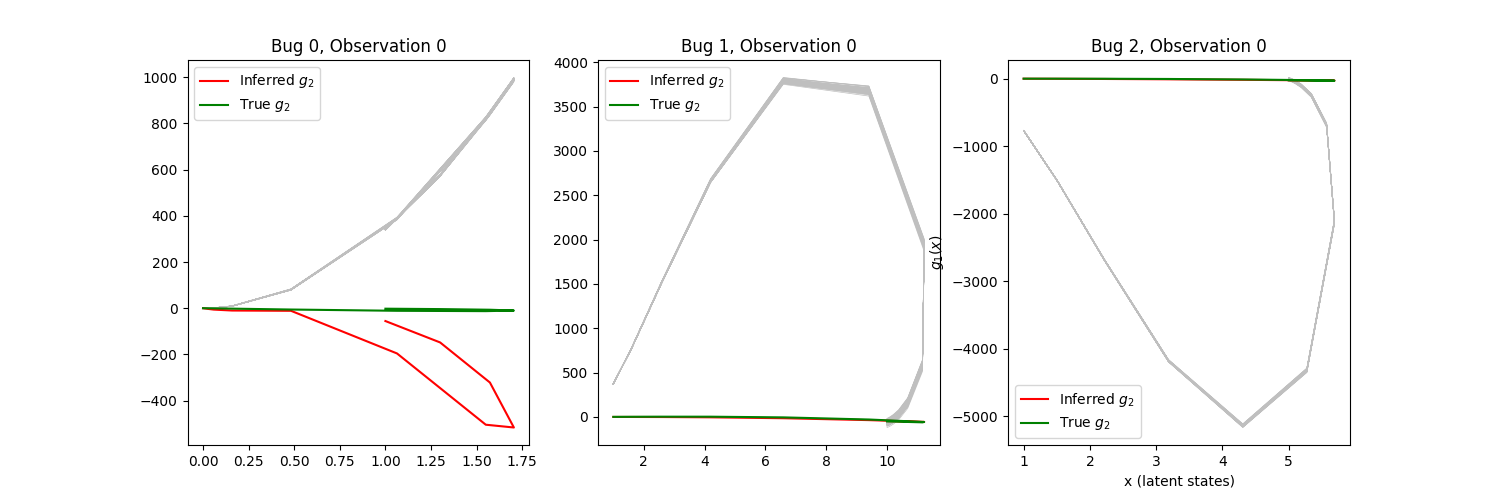 Bug 0, Observation 0
Inferred g₂
True g₂
1000
800
600
400
200
0
−200
−400
0.00 0.25 0.50 0.75 1.00 1.25 1.50 1.75
Bug 1, Observation 0
Inferred g₂
True g₂
4000
3500
3000
2500
2000
1500
1000
500
0
2 4 6 8 10
Bug 2, Observation 0
g₁(x)
0
−1000
−2000
−3000
−4000
−5000
Inferred g₂
True g₂
1 2 3 4 5
x (latent states)